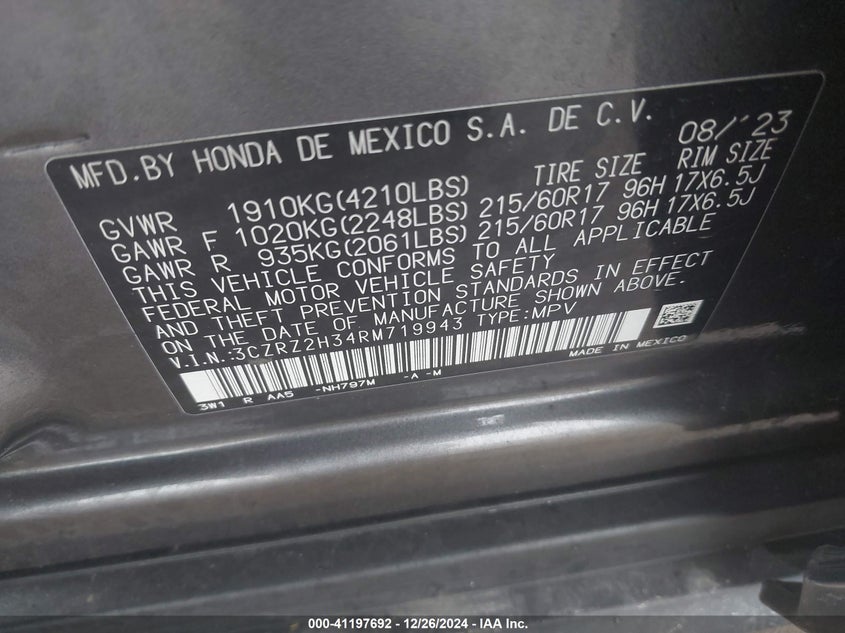 MFD.BY HONDA DE MEXICO S.A. DE C.V. 08/'23
TIRE SIZE RIM SIZE
GVWR 1910KG(4210LBS)
GAWR F 1020KG(2248LBS) 215/60R17 96H 17X6.5J
GAWR R 935KG(2061LBS) 215/60R17 96H 17X6.5J
THIS VEHICLE CONFORMS TO ALL APPLICABLE
FEDERAL MOTOR VEHICLE SAFETY
AND THEFT PREVENTION STANDARDS IN EFFECT
ON THE DATE OF MANUFACTURE SHOWN ABOVE.
V.I.N:3CZRZ2H34RM719943 TYPE:MPV
MADE IN MEXICO
3W1 R AA5 -NH797M -A -M
000-41197692 - 12/26/2024 - IAA Inc.